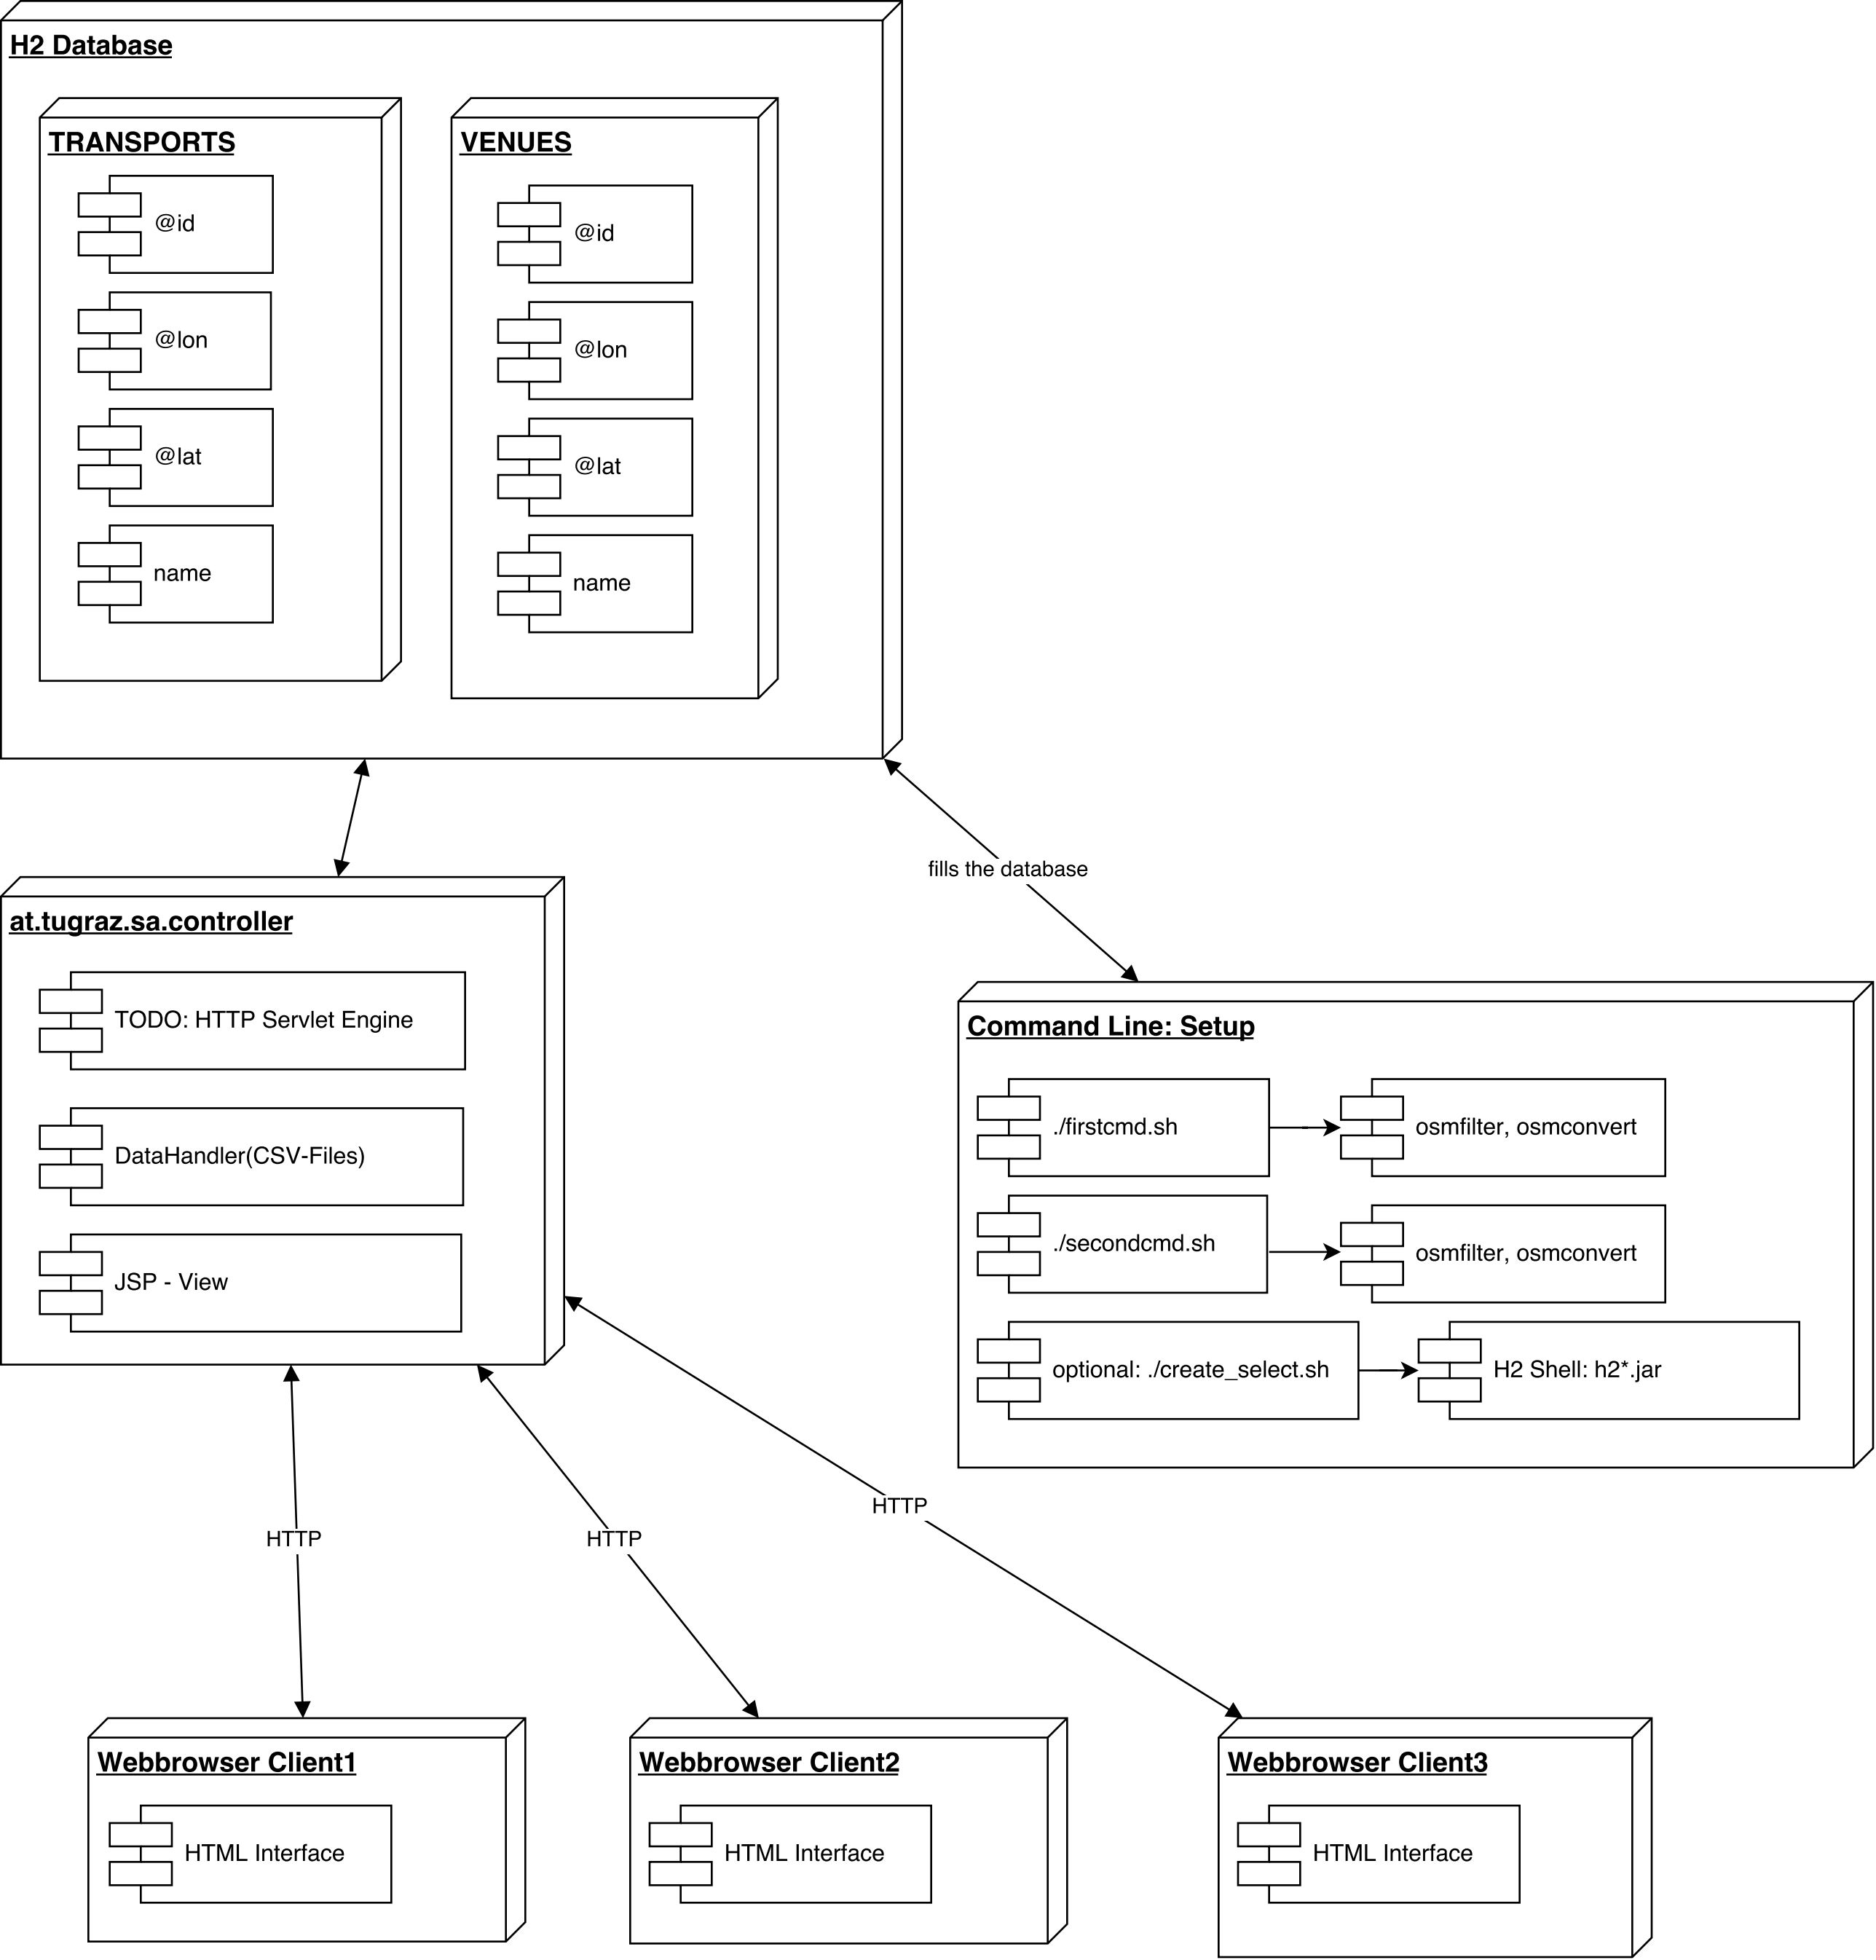 H2 Database
TRANSPORTS
@id
@lon
@lat
name
VENUES
@id
@lon
@lat
name
fills the database
at.tugraz.sa.controller
TODO: HTTP Servlet Engine
DataHandler(CSV-Files)
JSP - View
Command Line: Setup
./firstcmd.sh
osmfilter, osmconvert
./secondcmd.sh
osmfilter, osmconvert
optional: ./create_select.sh
H2 Shell: h2*.jar
HTTP
HTTP
HTTP
Webbrowser Client1
HTML Interface
Webbrowser Client2
HTML Interface
Webbrowser Client3
HTML Interface